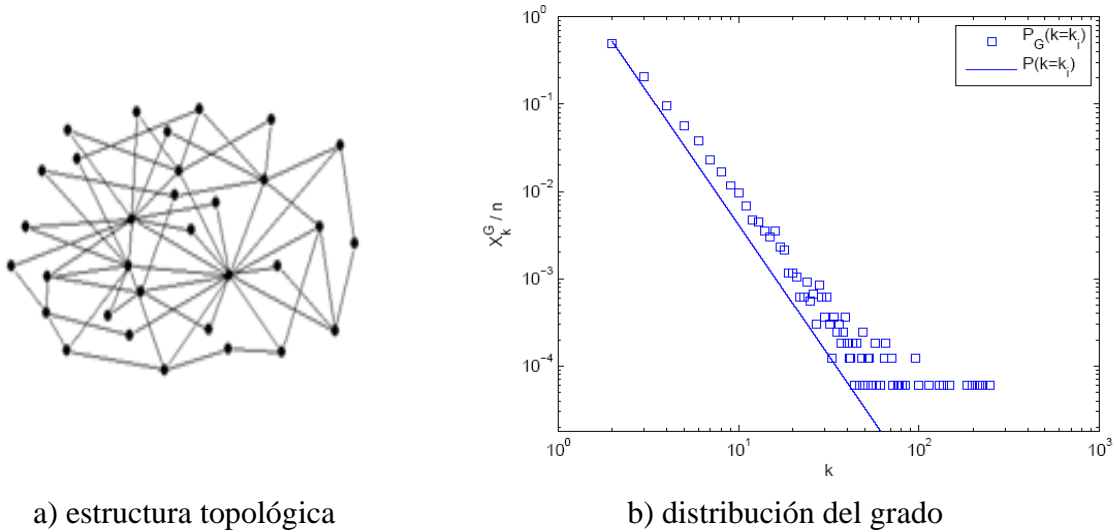 10^0
10^-1
10^-2
10^-3
10^-4
X_k^G / n
P_G(k=k_i)
P(k=k_i)
10^0 10^1 10^2 10^3
k
a) estructura topológica b) distribución del grado